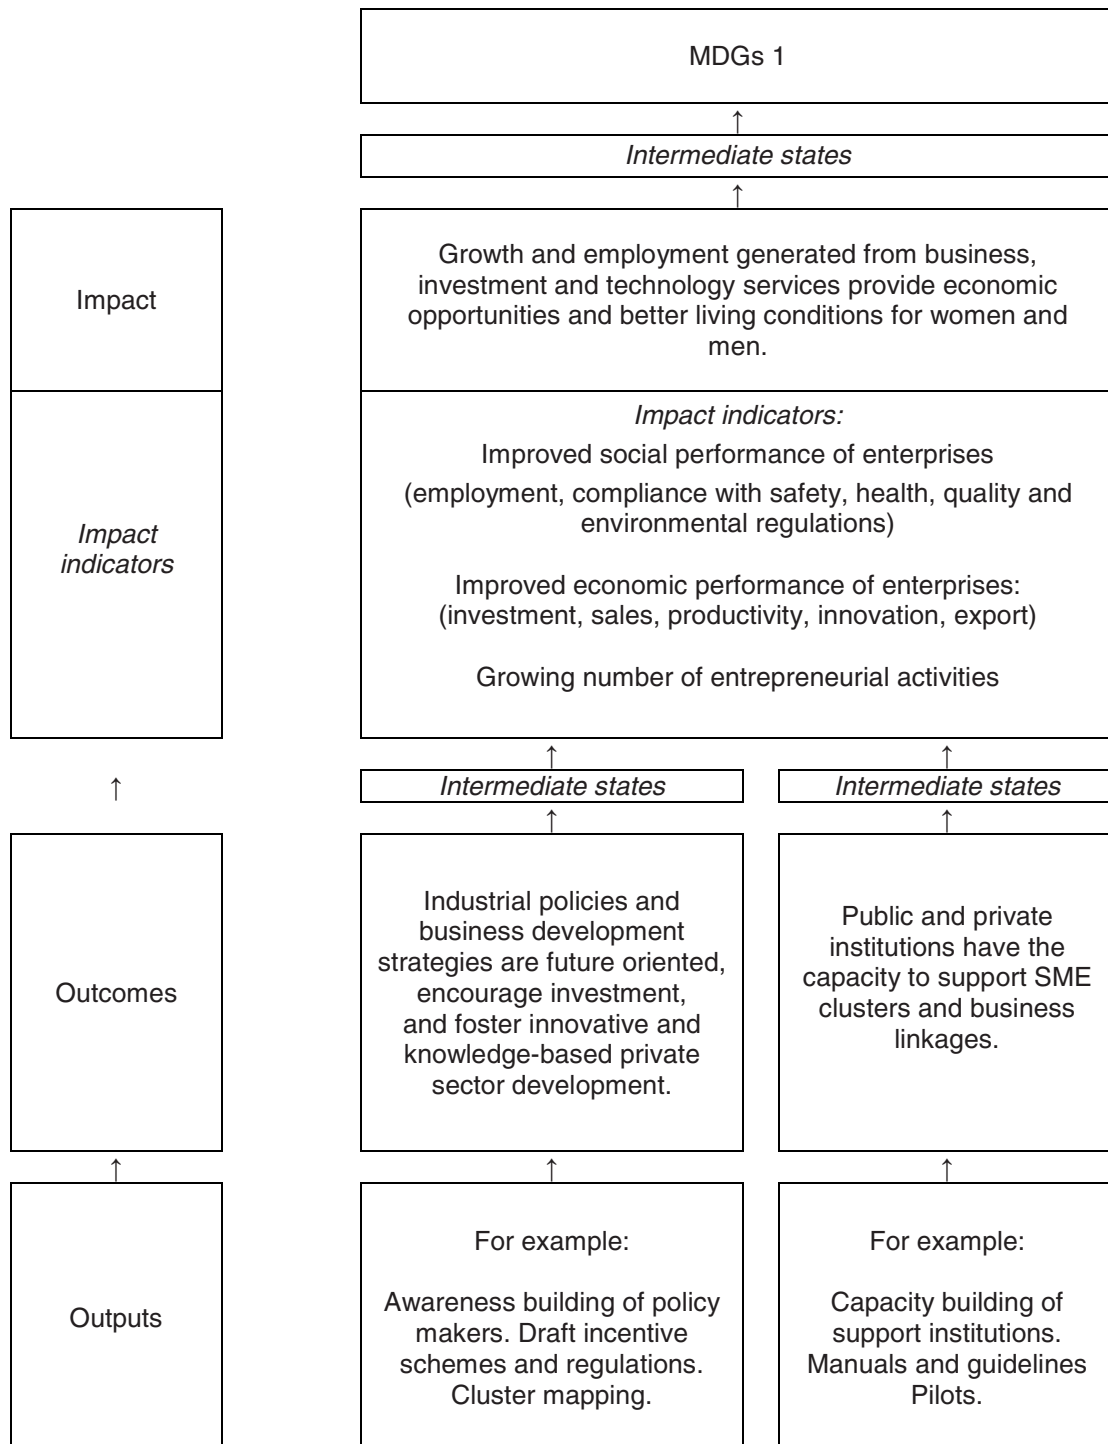 MDGs 1
↑
Intermediate states
↑
Impact
Growth and employment generated from business,
investment and technology services provide economic
opportunities and better living conditions for women and
men.
Impact
indicators
Impact indicators:
Improved social performance of enterprises
(employment, compliance with safety, health, quality and
environmental regulations)
Improved economic performance of enterprises:
(investment, sales, productivity, innovation, export)
Growing number of entrepreneurial activities
↑
↑
↑
Intermediate states
Intermediate states
↑
↑
Outcomes
Industrial policies and
business development
strategies are future oriented,
encourage investment,
and foster innovative and
knowledge-based private
sector development.
Public and private
institutions have the
capacity to support SME
clusters and business
linkages.
↑
↑
↑
Outputs
For example:
Awareness building of policy
makers. Draft incentive
schemes and regulations.
Cluster mapping.
For example:
Capacity building of
support institutions.
Manuals and guidelines
Pilots.